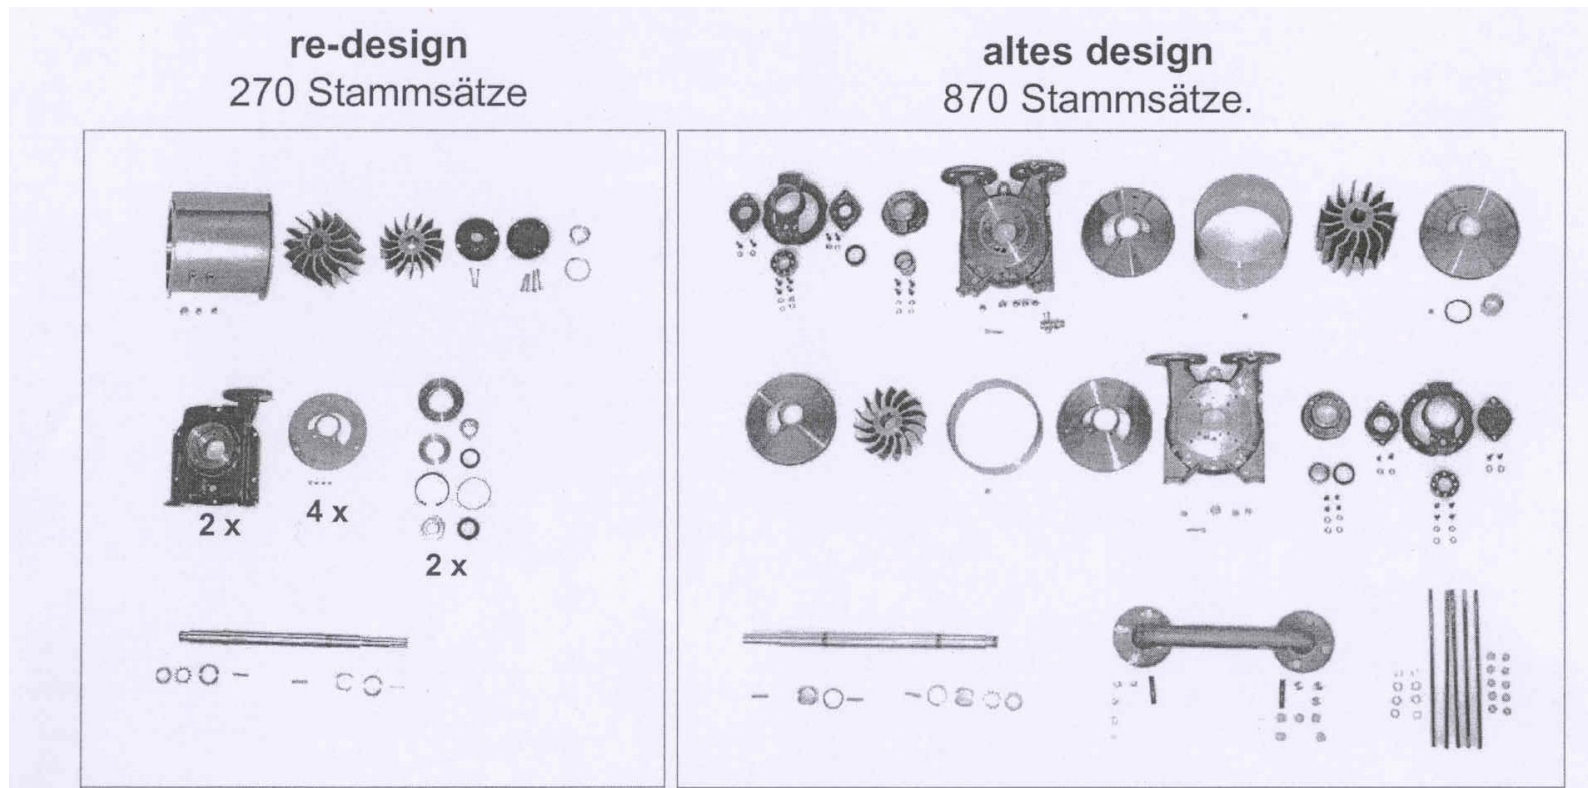 re-design
270 Stammsätze
altes design
870 Stammsätze.
2 x
4 x
2 x